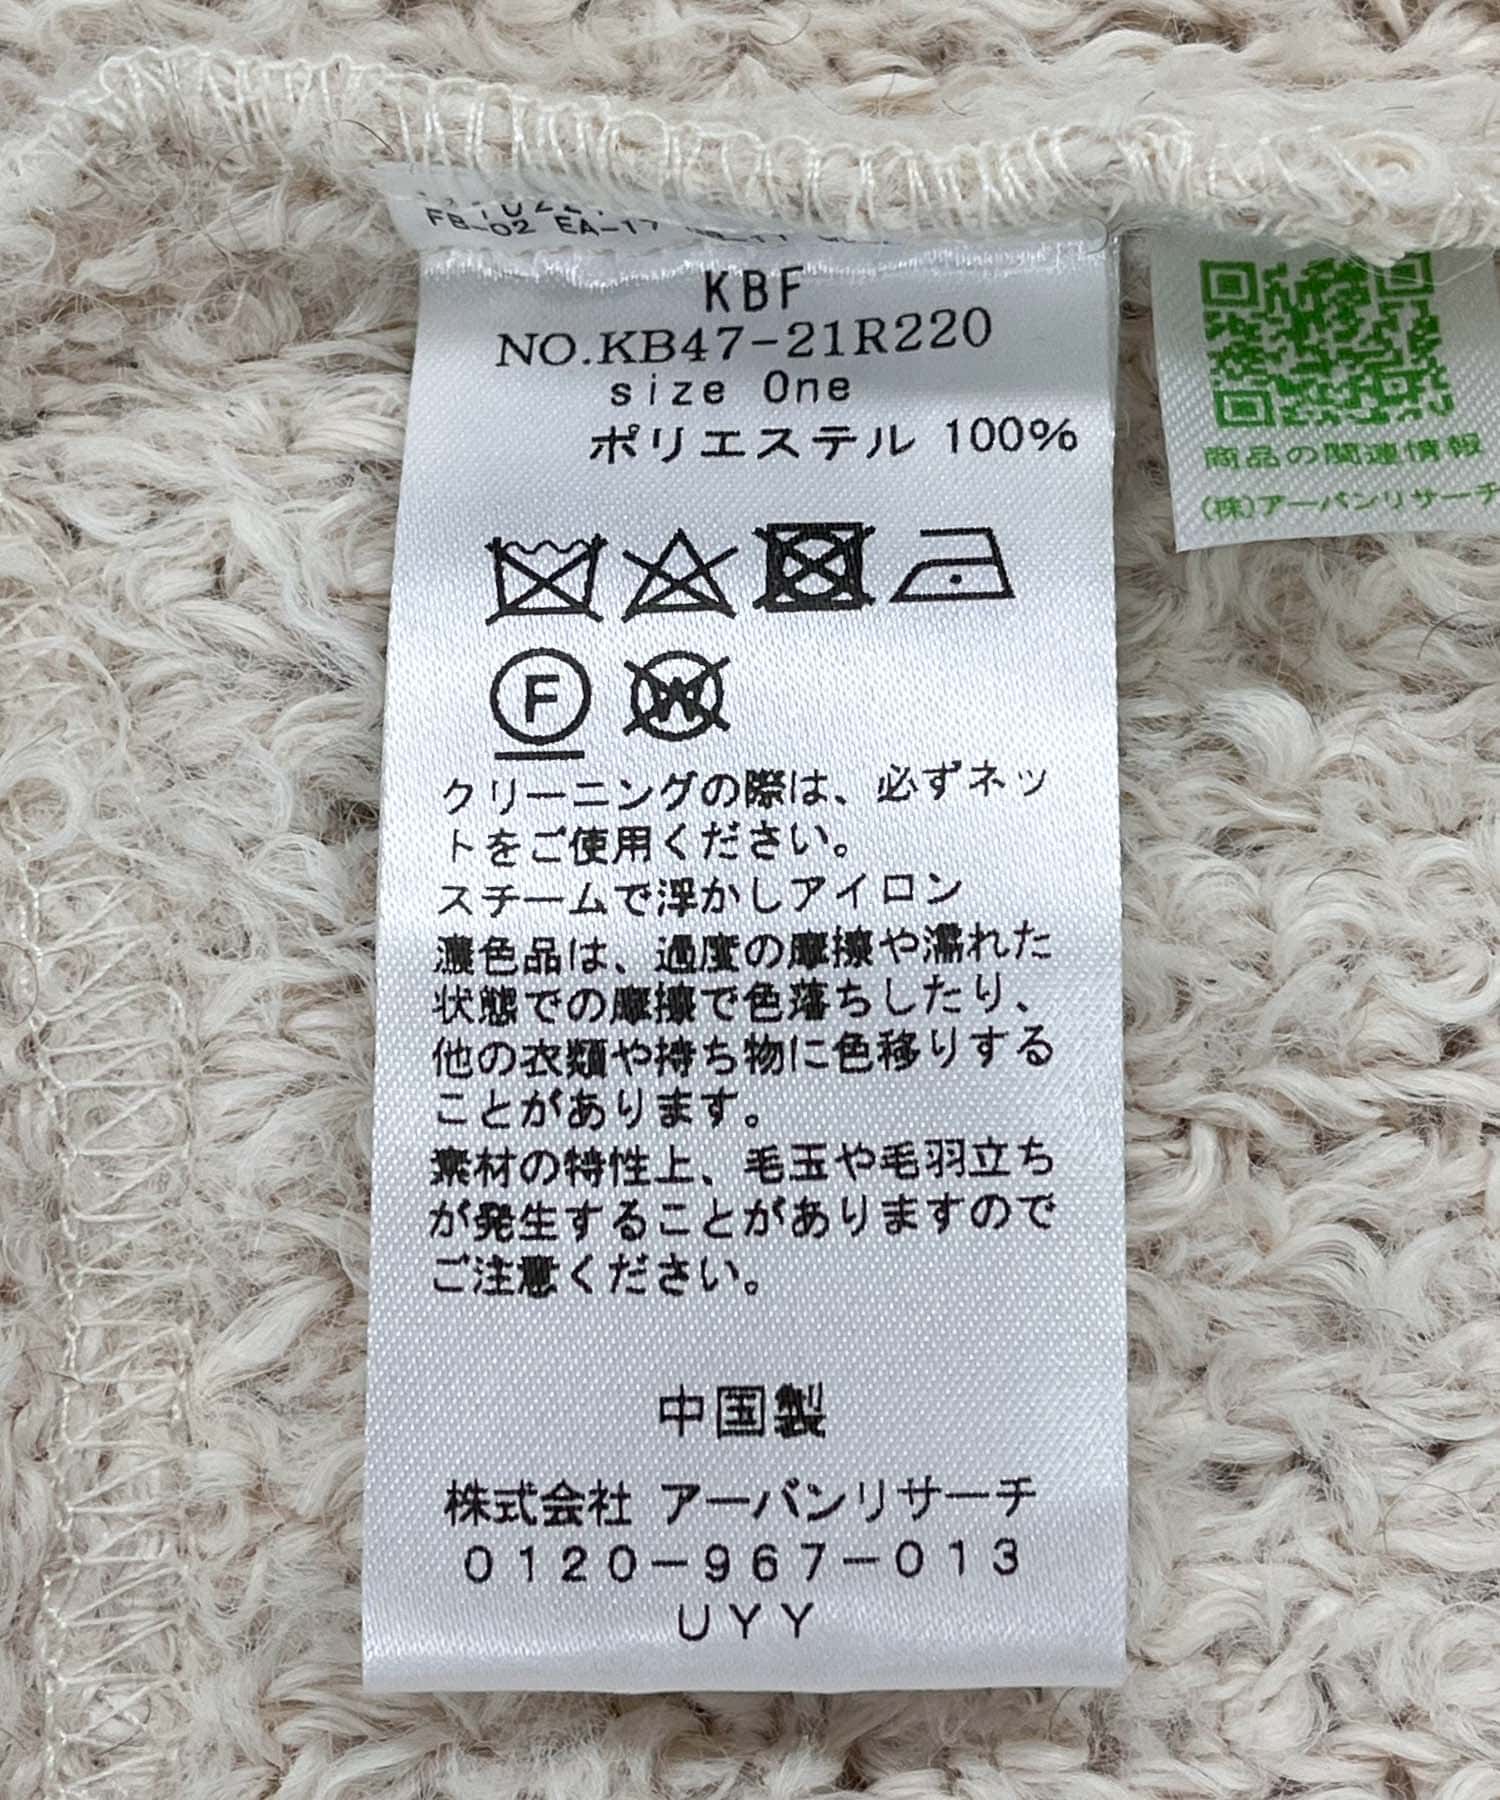 FB-02 EA-17
KBF
NO.KB47-21R220
size One
ポリエステル 100%
F
W
クリーニングの際は、必ずネッ
トをご使用ください。
スチームで浮かしアイロン
濃色品は、過度の摩擦や濡れた
状態での摩擦で色落ちしたり、
他の衣類や持ち物に色移りする
ことがあります。
素材の特性上、毛玉や毛羽立ち
が発生することがありますので
ご注意ください。
中国製
株式会社 アーバンリサーチ
0120-967-013
UYY
商品の関連情報
(株)アーバンリサーチ